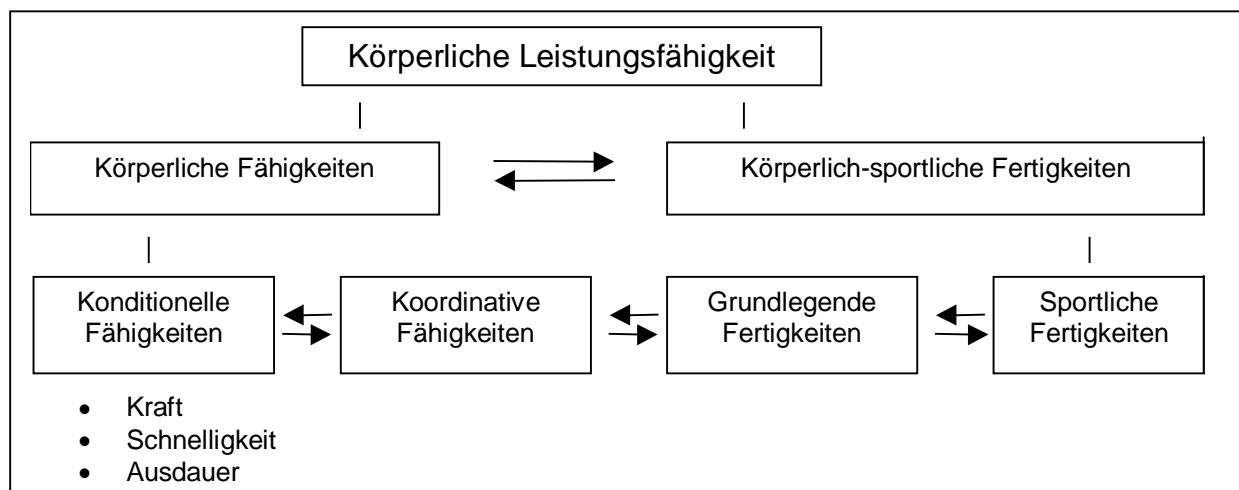 Körperliche Leistungsfähigkeit
Körperliche Fähigkeiten
Körperlich-sportliche Fertigkeiten
Konditionelle
Fähigkeiten
Koordinative
Fähigkeiten
Grundlegende
Fertigkeiten
Sportliche
Fertigkeiten
• Kraft
• Schnelligkeit
• Ausdauer